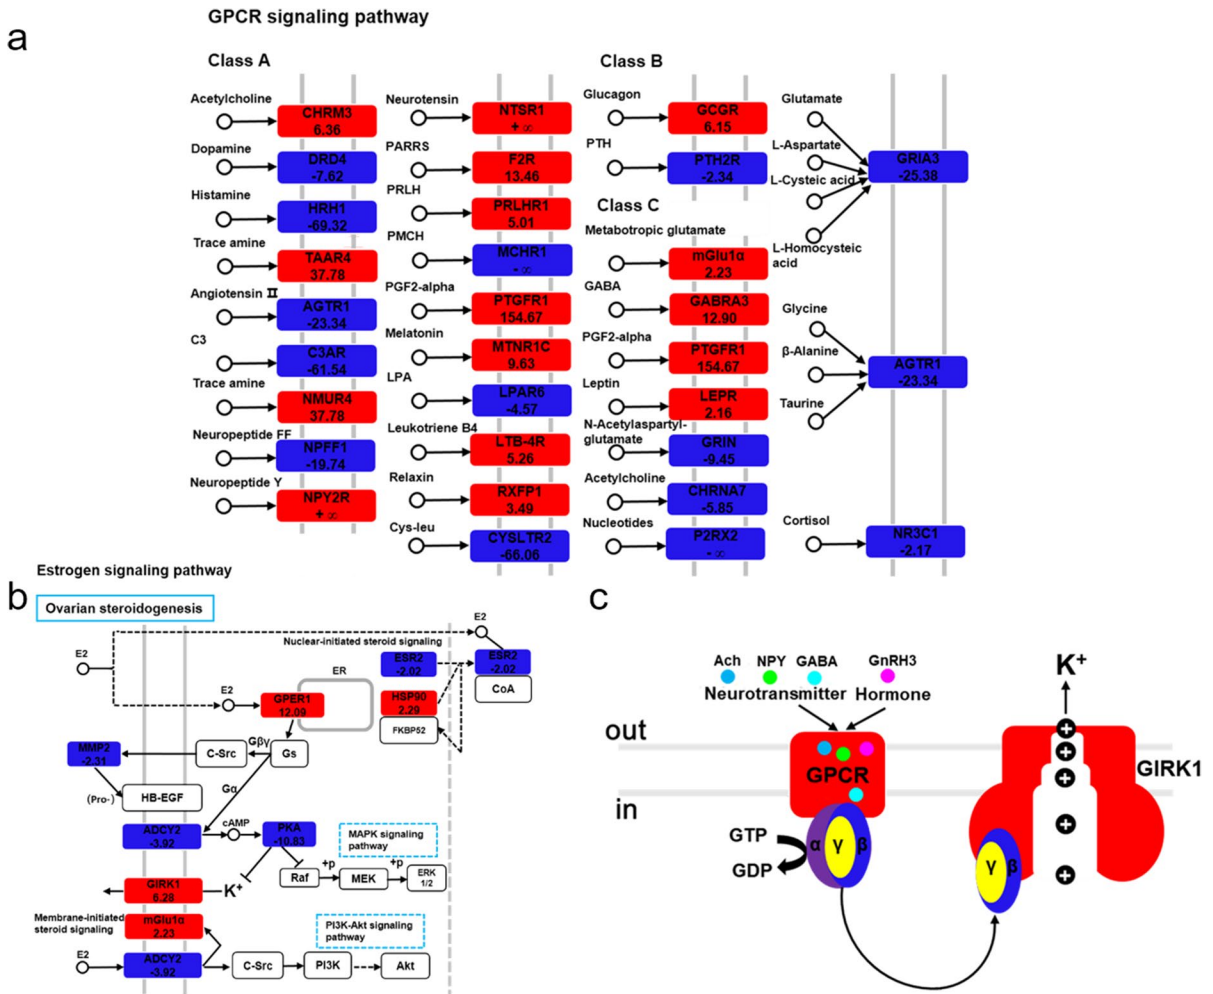 GPCR signaling pathway
a
Class A
Acetylcholine
CHRM3
6.36
Dopamine
DRD4
-7.62
Histamine
HRH1
-69.32
Trace amine
TAAR4
37.78
Angiotensin II
AGTR1
-23.34
C3
C3AR
-61.54
Trace amine
NMUR4
37.78
Neuropeptide FF
NPFF1
-19.74
Neuropeptide Y
NPY2R
+ ∞
Neurotensin
NTSR1
+ ∞
PARRS
F2R
13.46
PRLH
PRLHR1
5.01
PMCH
MCHR1
- ∞
PGF2-alpha
PTGFR1
154.67
Melatonin
MTNR1C
9.63
LPA
LPAR6
-4.57
Leukotriene B4
LTB-4R
5.26
Relaxin
RXFP1
3.49
Cys-leu
CYSLTR2
-66.06
Class B
Glucagon
GCGR
6.15
PTH
PTH2R
-2.34
Class C
Metabotropic glutamate
mGlu1α
2.23
GABA
GABRA3
12.90
PGF2-alpha
PTGFR1
154.67
Leptin
LEPR
2.16
N-Acetylaspartyl-
glutamate
GRIN
-9.45
Acetylcholine
CHRNA7
-5.85
Nucleotides
P2RX2
- ∞
Glutamate
L-Aspartate
L-Cysteic acid
L-Homocysteic
acid
GRIA3
-25.38
Glycine
β-Alanine
Taurine
AGTR1
-23.34
Cortisol
NR3C1
-2.17
Estrogen signaling pathway
b
Ovarian steroidogenesis
E2
Nuclear-initiated steroid signaling
E2
ESR2
-2.02
ESR2
-2.02
CoA
ER
E2
GPER1
12.09
HSP90
2.29
FKBP52
MMP2
-2.31
C-Src
Gβγ
Gs
(Pro-)
HB-EGF
Gα
ADCY2
-3.92
cAMP
PKA
-10.83
MAPK signaling
pathway
Raf
+p
MEK
+p
ERK
1/2
GIRK1
6.28
K+
Membrane-initiated
steroid signaling
mGlu1α
2.23
PI3K-Akt signaling
pathway
E2
ADCY2
-3.92
C-Src
PI3K
Akt
c
Ach
NPY
GABA
GnRH3
Neurotransmitter
Hormone
K+
out
in
GPCR
GIRK1
GTP
GDP
α
γ
β
γ
β
+
+
+
+
+